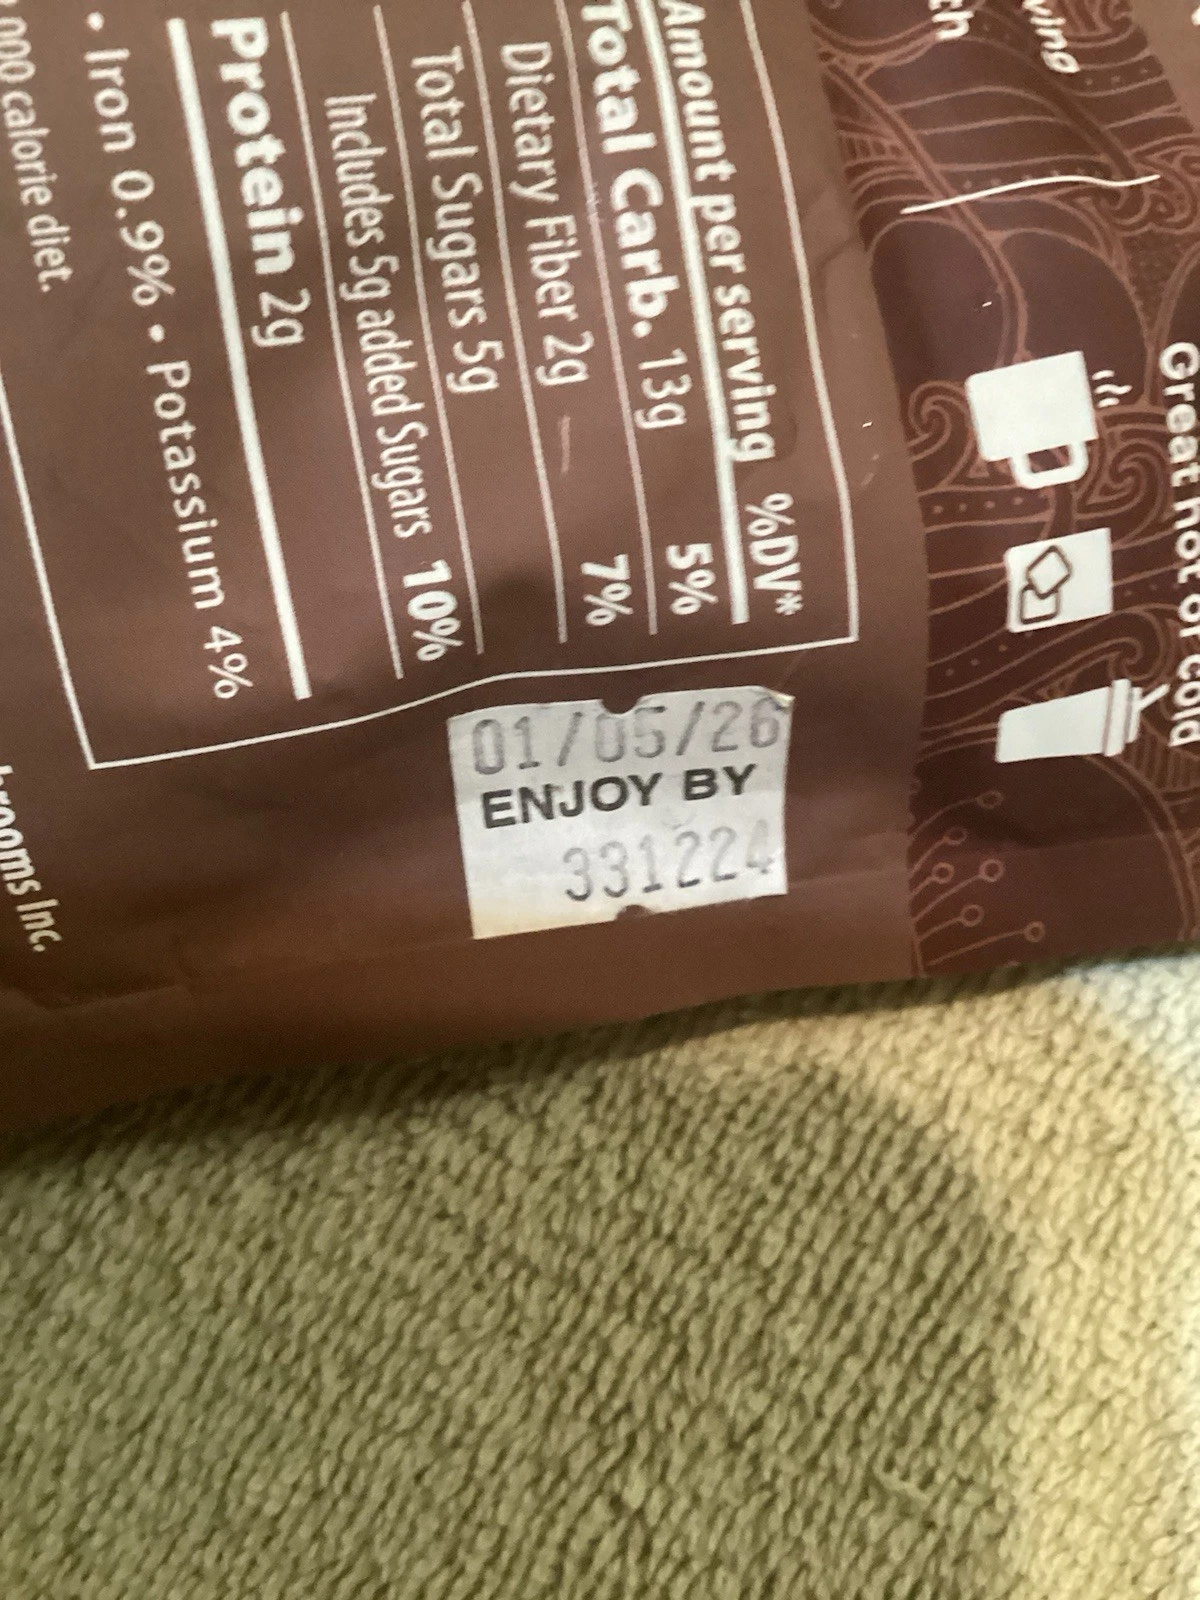 Amount per serving %DV*
Total Carb. 13g 5%
Dietary Fiber 2g 7%
Total Sugars 5g
Includes 5g added Sugars 10%
Protein 2g
• Iron 0.9% • Potassium 4%
000 calorie diet.
Inc.
Great hot or cold
01/05/26
ENJOY BY
331224